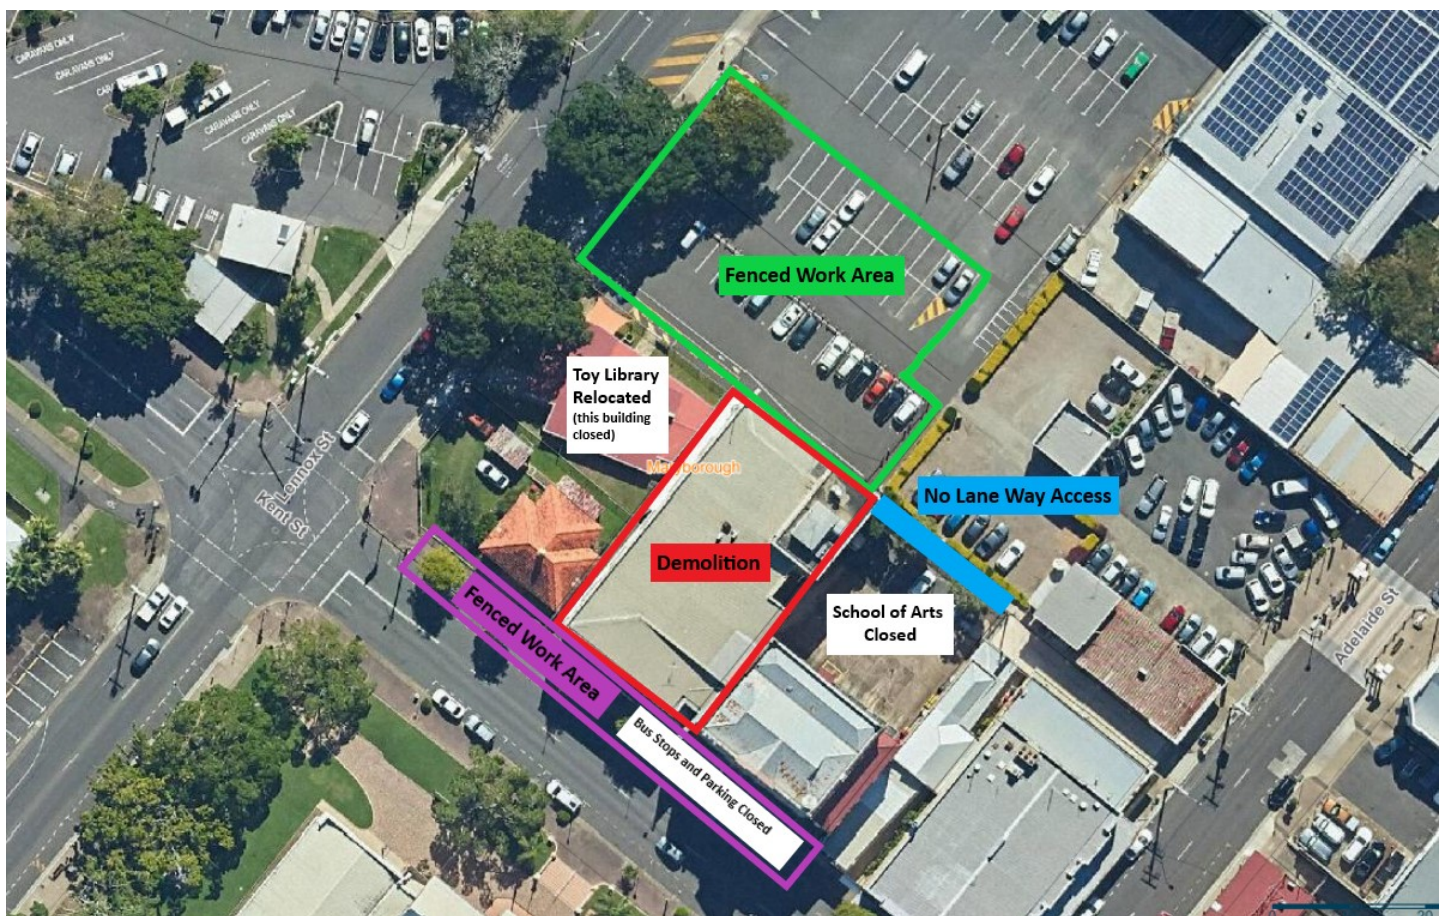 CARAVANS ONLY
CARAVANS ONLY
CARAVANS ONLY
CARAVANS ONLY
Fenced Work Area
Toy Library
Relocated
(this building
closed)
Maryborough
Lennox St
Kent St
No Lane Way Access
Demolition
School of Arts
Closed
Fenced Work Area
Bus Stops and Parking Closed
Adelaide St